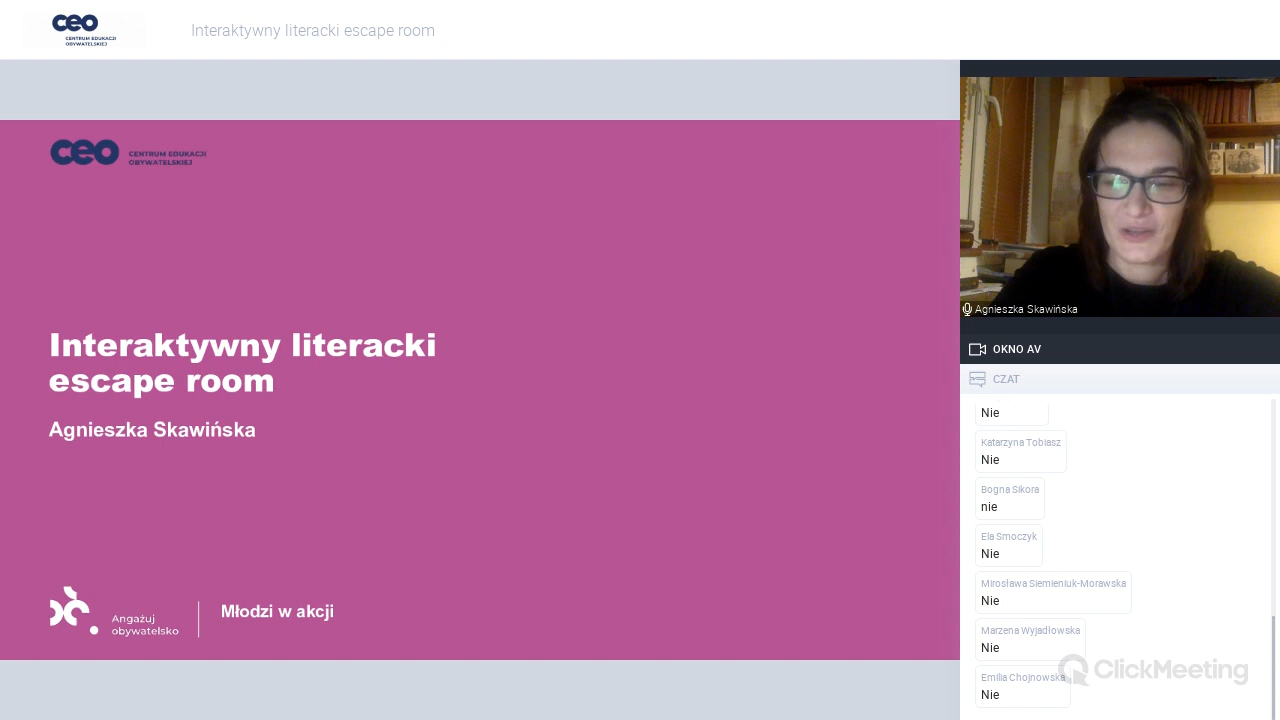 ceo
CENTRUM EDUKACJI
OBYWATELSKIEJ
Interaktywny literacki escape room
ceo
CENTRUM EDUKACJI
OBYWATELSKIEJ
Interaktywny literacki
escape room
Agnieszka Skawińska
Angażuj
obywatelsko
Młodzi w akcji
Agnieszka Skawińska
OKNO AV
CZAT
Nie
Katarzyna Tobiasz
Nie
Bogna Sikora
nie
Ela Smoczyk
Nie
Mirosława Siemieniuk-Morawska
Nie
Marzena Wyjadłowska
Nie
Emilia Chojnowska
Nie
ClickMeeting